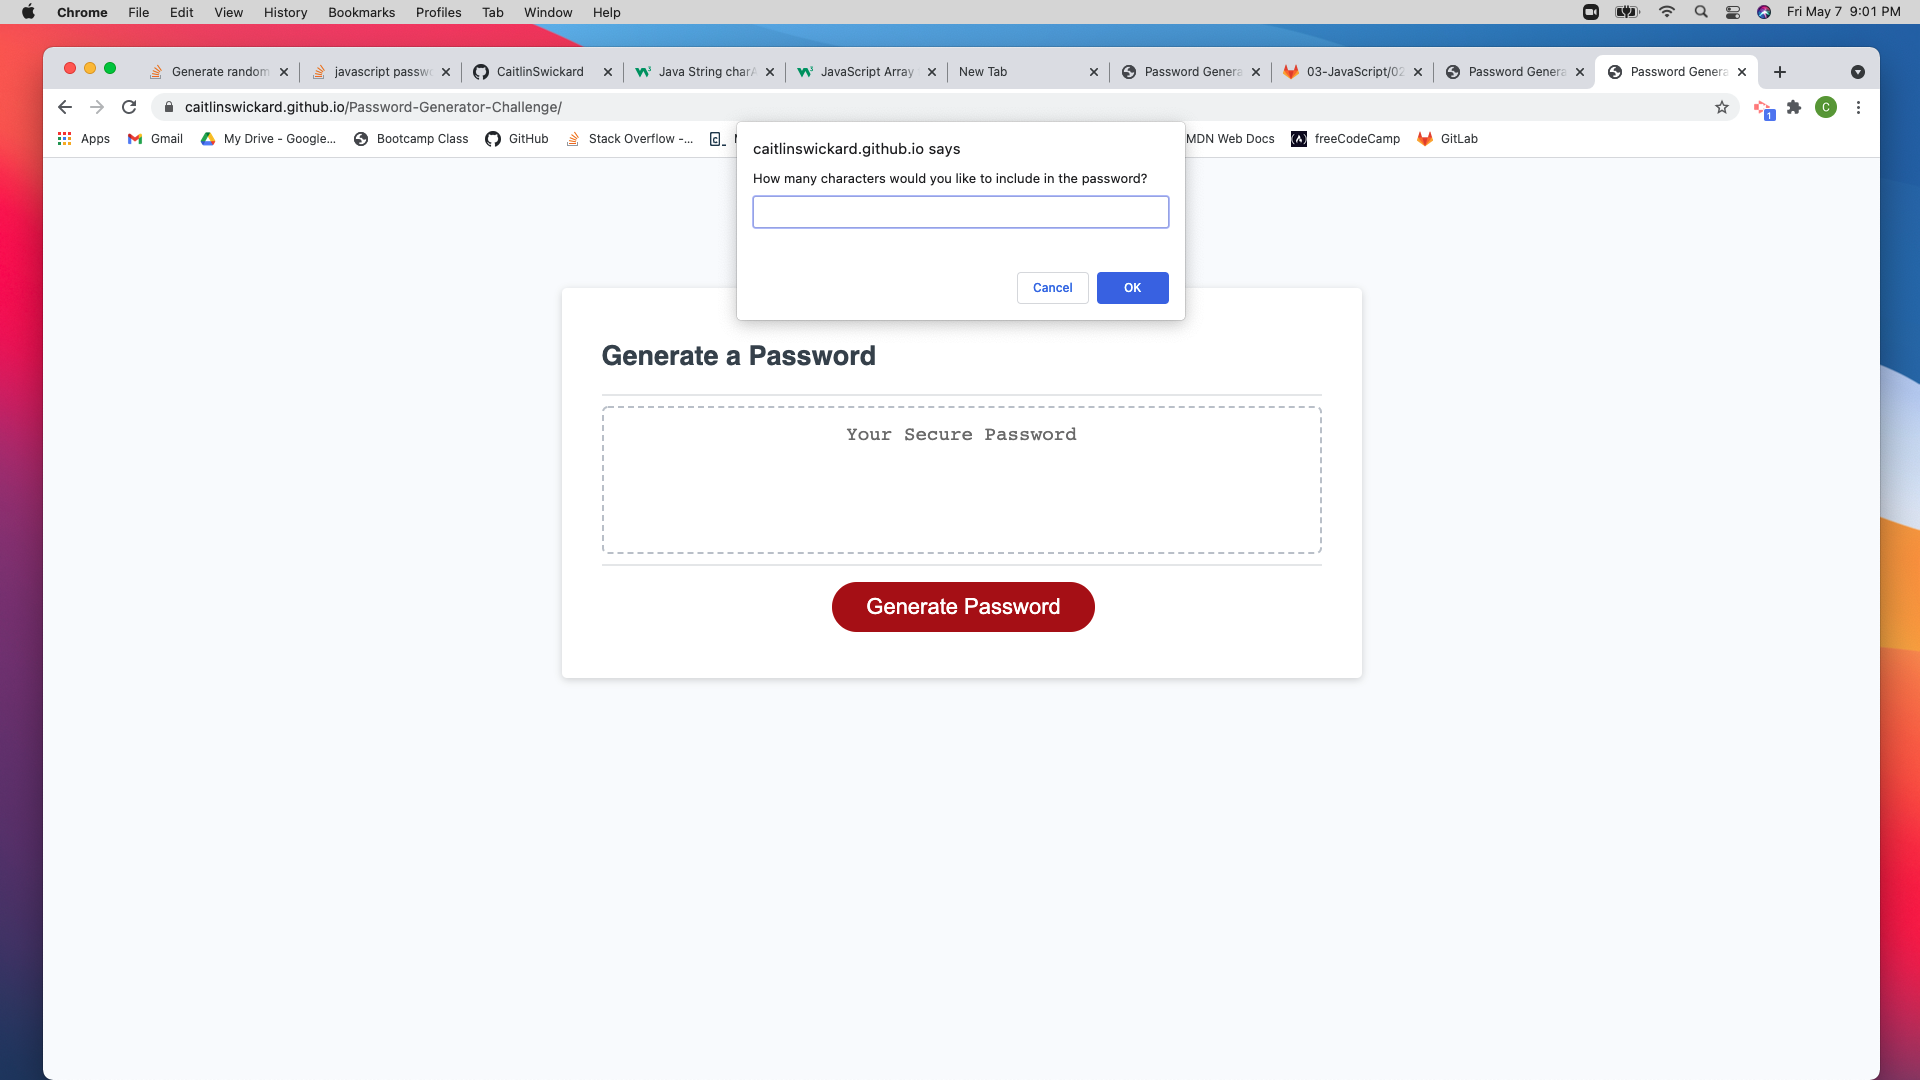 Chrome File Edit View History Bookmarks Profiles Tab Window Help Fri May 7 9:01 PM
Generate random javascript passwo CaitlinSwickard Java String charA JavaScript Array New Tab Password Genera 03-JavaScript/02 Password Genera Password Genera
caitlinswickard.github.io/Password-Generator-Challenge/ 1 C
Apps Gmail My Drive - Google... Bootcamp Class GitHub Stack Overflow -... MDN Web Docs freeCodeCamp GitLab
caitlinswickard.github.io says
How many characters would you like to include in the password?
Cancel OK
Generate a Password
Your Secure Password
Generate Password